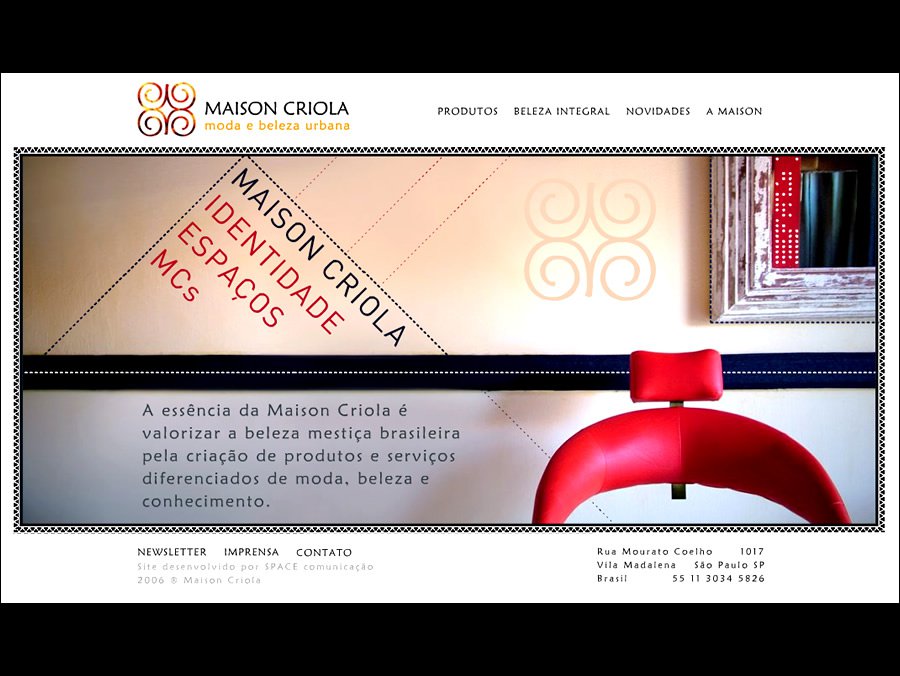 MAISON CRIOLA
moda e beleza urbana
PRODUTOS BELEZA INTEGRAL NOVIDADES A MAISON
MAISON CRIOLA
IDENTIDADE
ESPAÇOS
MCs
A essência da Maison Criola é
valorizar a beleza mestiça brasileira
pela criação de produtos e serviços
diferenciados de moda, beleza e
conhecimento.
NEWSLETTER IMPRENSA CONTATO
Site desenvolvido por SPACE comunicação
2006 ® Maison Criola
Rua Mourato Coelho 1017
Vila Madalena São Paulo SP
Brasil 55 11 3034 5826